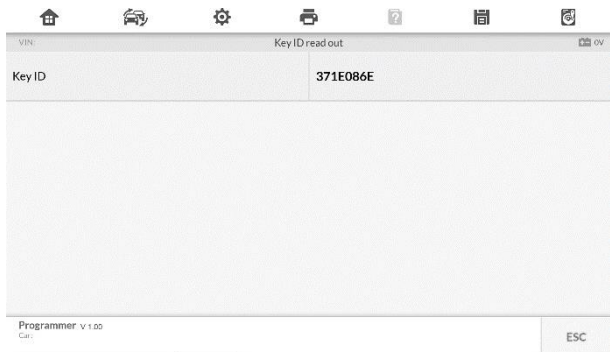 VIN:
Key ID read out
0V
Key ID
371E086E
Programmer V 1.00
Car:
ESC